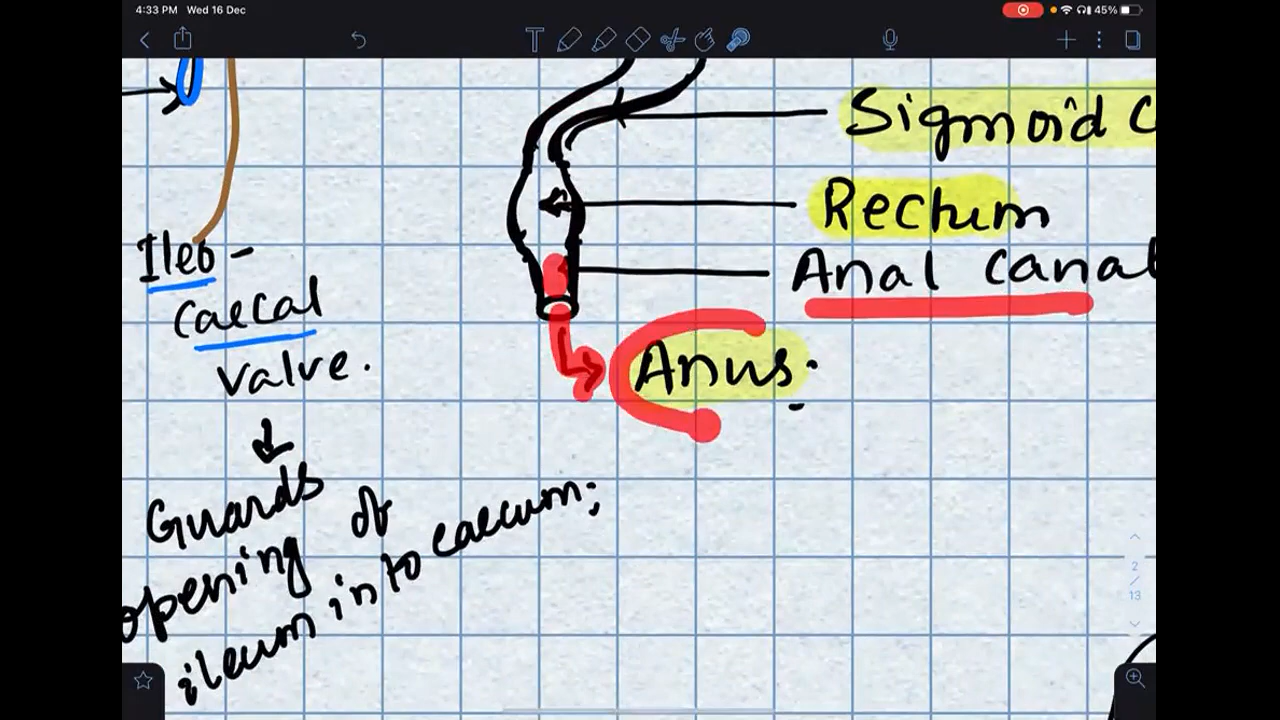 4:33 PM Wed 16 Dec
45%
Sigmoid C
Rectum
Anal Canal
Anus.
Ileo-
Caecal
Valve.
Guards
opening of
ileum into caecum;
2
/
13